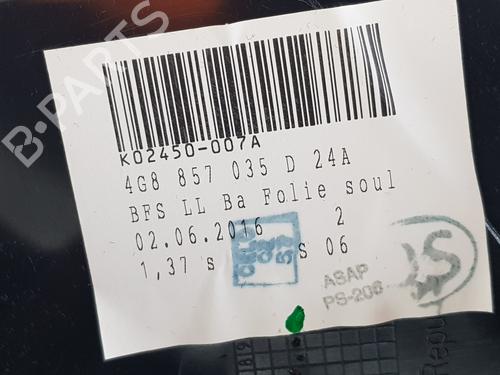 B-PARTS
K02450-007A
4G8 857 035 D 24A
BFS LL Ba Folie soul
02.06.2016 2
1,37 s S 06
ASAP
PS-206